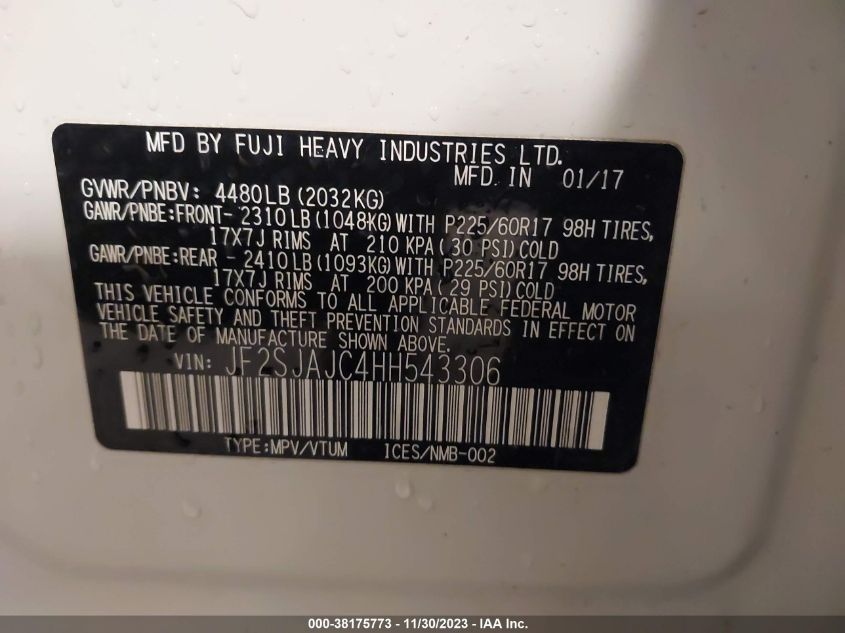 MFD BY FUJI HEAVY INDUSTRIES LTD.
MFD.IN 01/17
GVWR/PNBV: 4480LB (2032KG)
GAWR/PNBE:FRONT- 2310LB(1048KG)WITH P225/60R17 98H TIRES,
17X7J RIMS AT 210 KPA(30 PSI)COLD
GAWR/PNBE:REAR - 2410LB(1093KG)WITH P225/60R17 98H TIRES,
17X7J RIMS AT 200 KPA(29 PSI)COLD
THIS VEHICLE CONFORMS TO ALL APPLICABLE FEDERAL MOTOR
VEHICLE SAFETY AND THEFT PREVENTION STANDARDS IN EFFECT ON
THE DATE OF MANUFACTURE SHOWN ABOVE.
VIN: JF2SJAJC4HH543306
TYPE:MPV/VTUM ICES/NMB-002
000-38175773 - 11/30/2023 - IAA Inc.